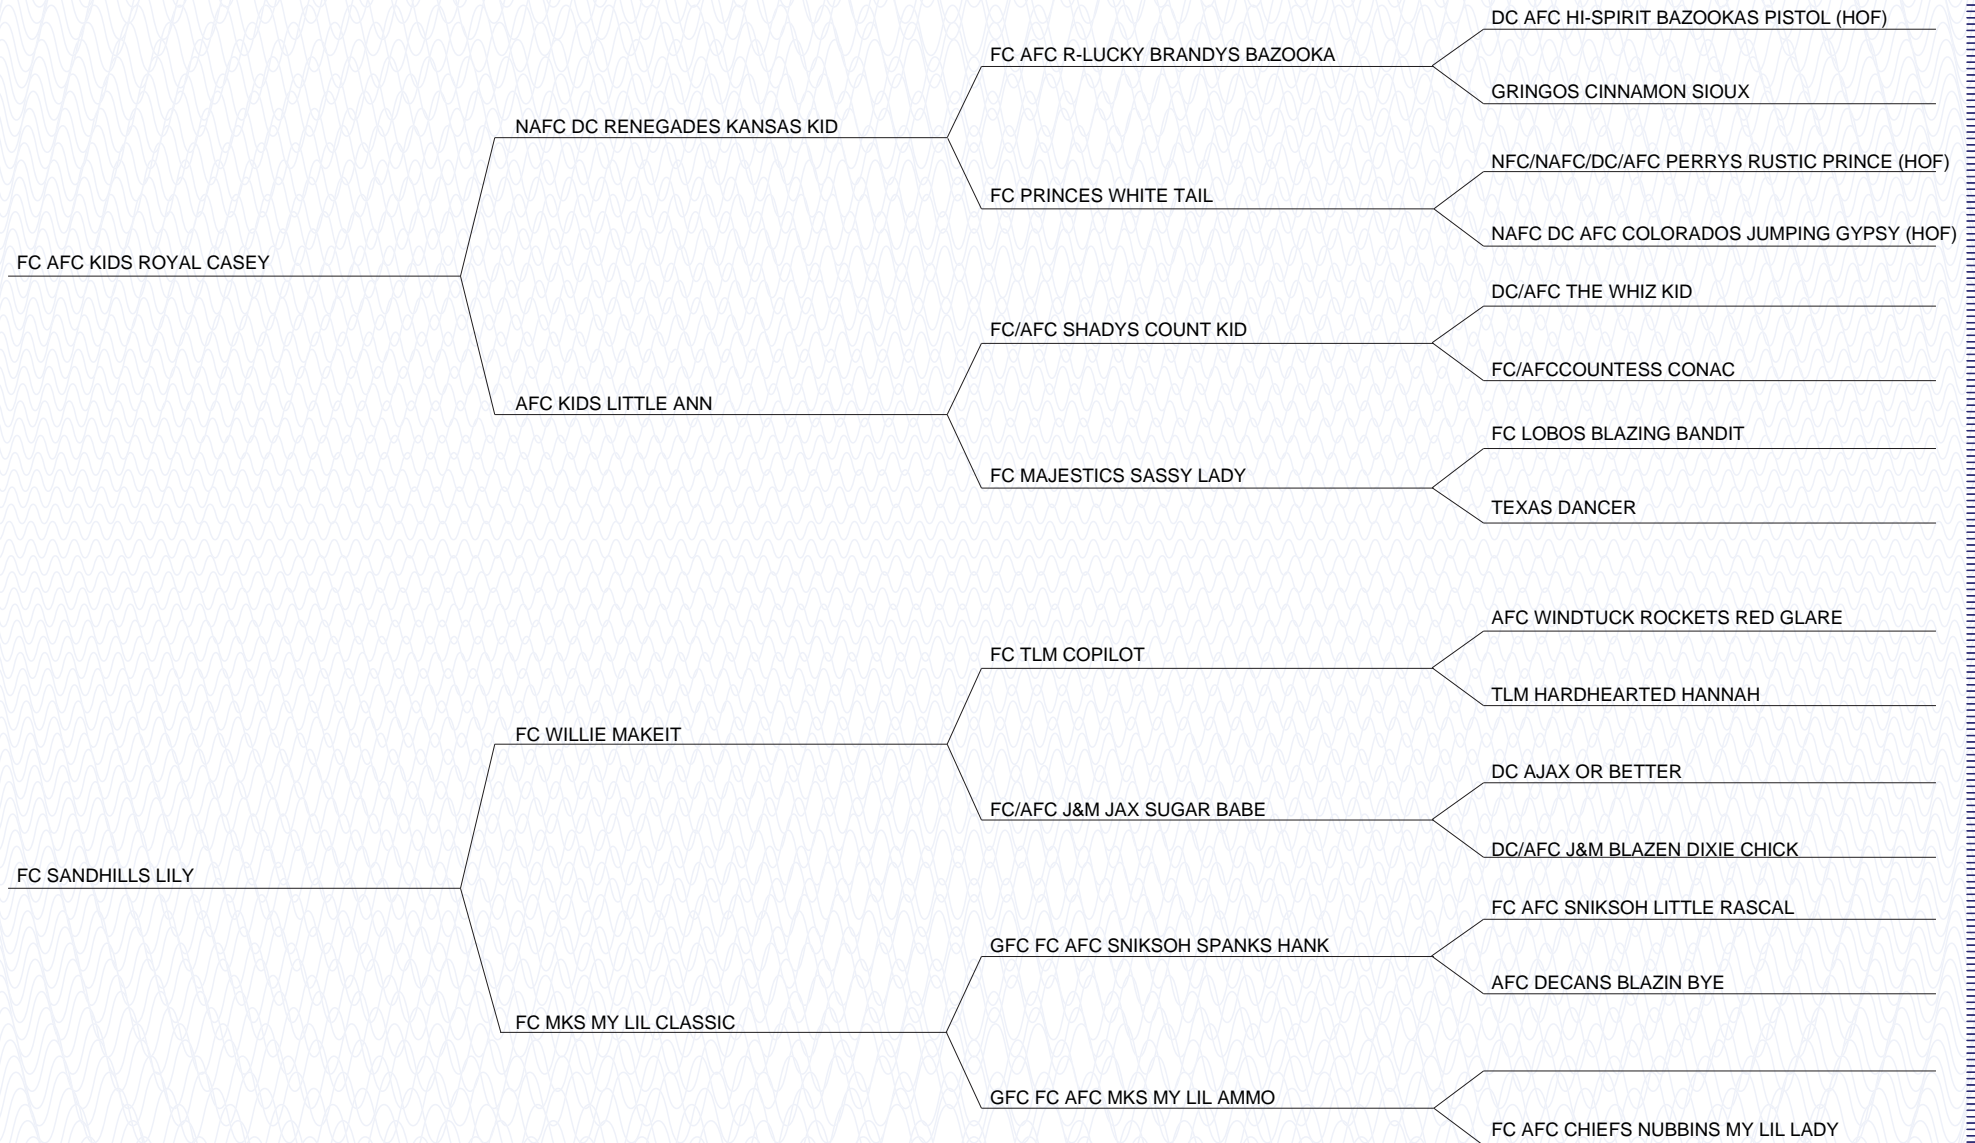 DC AFC HI-SPIRIT BAZOOKAS PISTOL (HOF)
FC AFC R-LUCKY BRANDYS BAZOOKA
GRINGOS CINNAMON SIOUX
NAFC DC RENEGADES KANSAS KID
NFC/NAFC/DC/AFC PERRYS RUSTIC PRINCE (HOF)
FC PRINCES WHITE TAIL
NAFC DC AFC COLORADOS JUMPING GYPSY (HOF)
FC AFC KIDS ROYAL CASEY
DC/AFC THE WHIZ KID
FC/AFC SHADYS COUNT KID
FC/AFCCOUNTESS CONAC
AFC KIDS LITTLE ANN
FC LOBOS BLAZING BANDIT
FC MAJESTICS SASSY LADY
TEXAS DANCER
AFC WINDTUCK ROCKETS RED GLARE
FC TLM COPILOT
TLM HARDHEARTED HANNAH
FC WILLIE MAKEIT
DC AJAX OR BETTER
FC/AFC J&M JAX SUGAR BABE
DC/AFC J&M BLAZEN DIXIE CHICK
FC SANDHILLS LILY
FC AFC SNIKSOH LITTLE RASCAL
GFC FC AFC SNIKSOH SPANKS HANK
AFC DECANS BLAZIN BYE
FC MKS MY LIL CLASSIC
GFC FC AFC MKS MY LIL AMMO
FC AFC CHIEFS NUBBINS MY LIL LADY